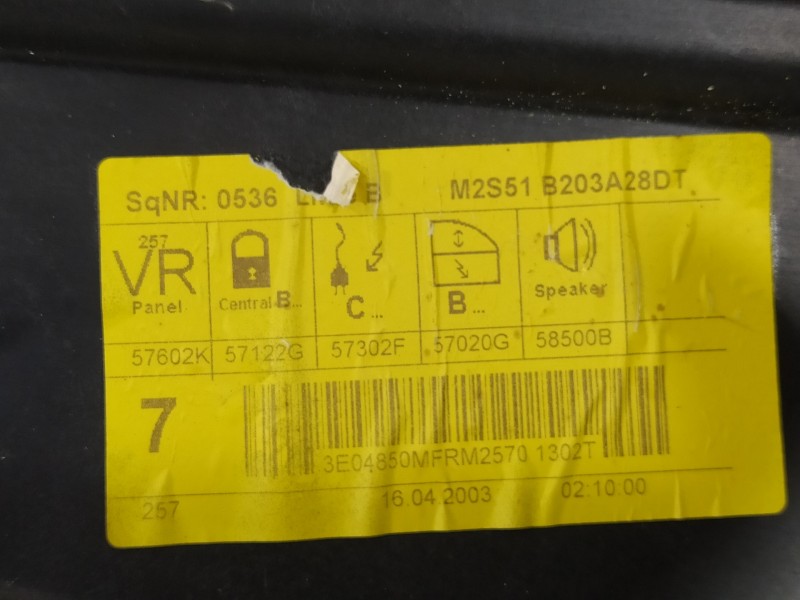 SqNR: 0536 B M2S51 B203A28DT
257
VR
Panel
Central B...
C ...
B ...
Speaker
57602K 57122G 57302F 57020G 58500B
7
3E04850MFRM2570 1302T
257 16.04.2003 02:10:00